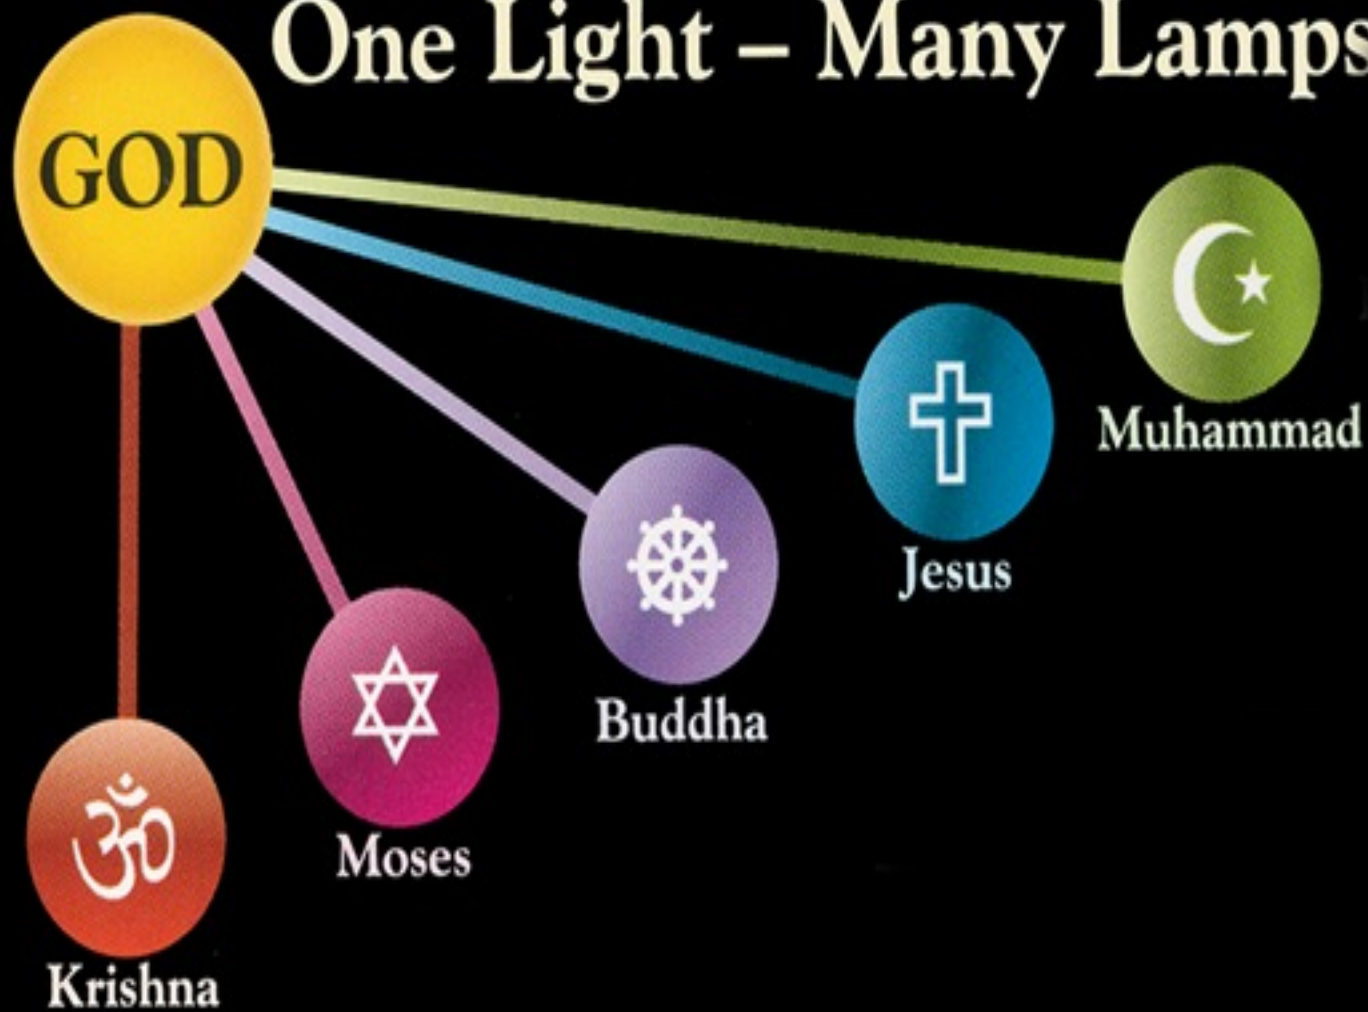 One Light – Many Lamps
GOD
Muhammad
Jesus
Buddha
Moses
ॐ
Krishna